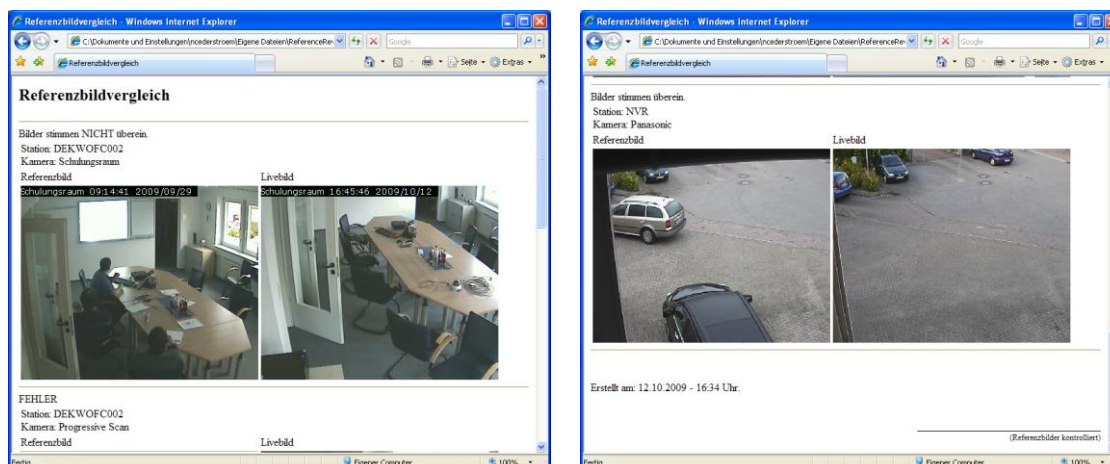 Referenzbildvergleich - Windows Internet Explorer
C:\Dokumente und Einstellungen\ncederstroem\Eigene Dateien\ReferenceRe
Google
Referenzbildvergleich
Seite
Extras
Referenzbildvergleich
Bilder stimmen NICHT überein.
Station: DEKWOFC002
Kamera: Schulungsraum
Referenzbild Livebild
Schulungsraum 09:14:41 2009/09/29 Schulungsraum 16:45:46 2009/10/12
FEHLER
Station: DEKWOFC002
Kamera: Progressive Scan
Referenzbild Livebild
Fertig Eigener Computer 100%
Referenzbildvergleich - Windows Internet Explorer
C:\Dokumente und Einstellungen\ncederstroem\Eigene Dateien\ReferenceRe
Google
Referenzbildvergleich
Seite
Extras
Bilder stimmen überein.
Station: NVR
Kamera: Panasonic
Referenzbild Livebild
Erstellt am: 12.10.2009 - 16:34 Uhr.
(Referenzbilder kontrolliert)
Fertig Eigener Computer 100%